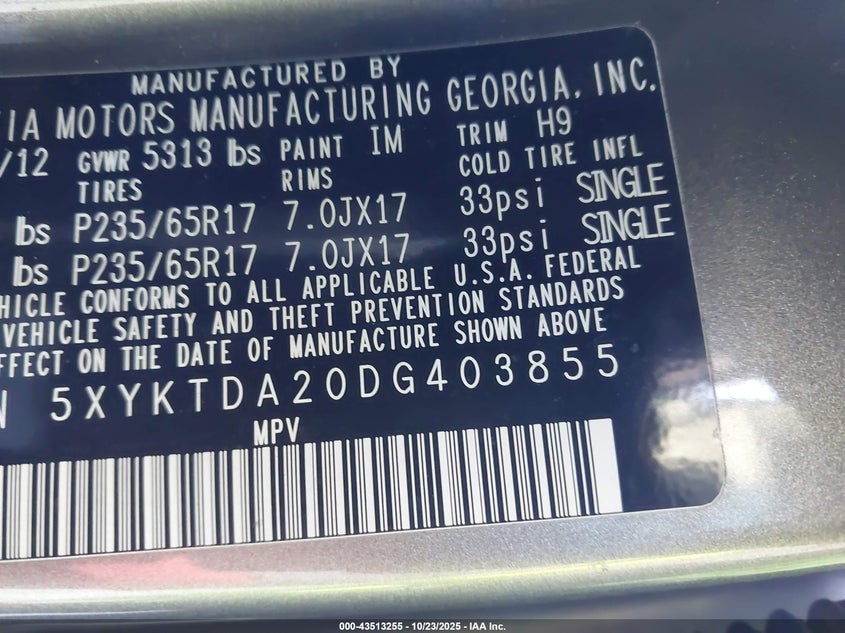 MANUFACTURED BY
IA MOTORS MANUFACTURING GEORGIA, INC.
/12 GVWR 5313 lbs PAINT IM TRIM H9
TIRES RIMS COLD TIRE INFL
lbs P235/65R17 7.0JX17 33psi SINGLE
lbs P235/65R17 7.0JX17 33psi SINGLE
HICLE CONFORMS TO ALL APPLICABLE U.S.A. FEDERAL
VEHICLE SAFETY AND THEFT PREVENTION STANDARDS
FFECT ON THE DATE OF MANUFACTURE SHOWN ABOVE
N 5XYKTDA20DG403855
MPV
000-43513255 - 10/23/2025 - IAA Inc.